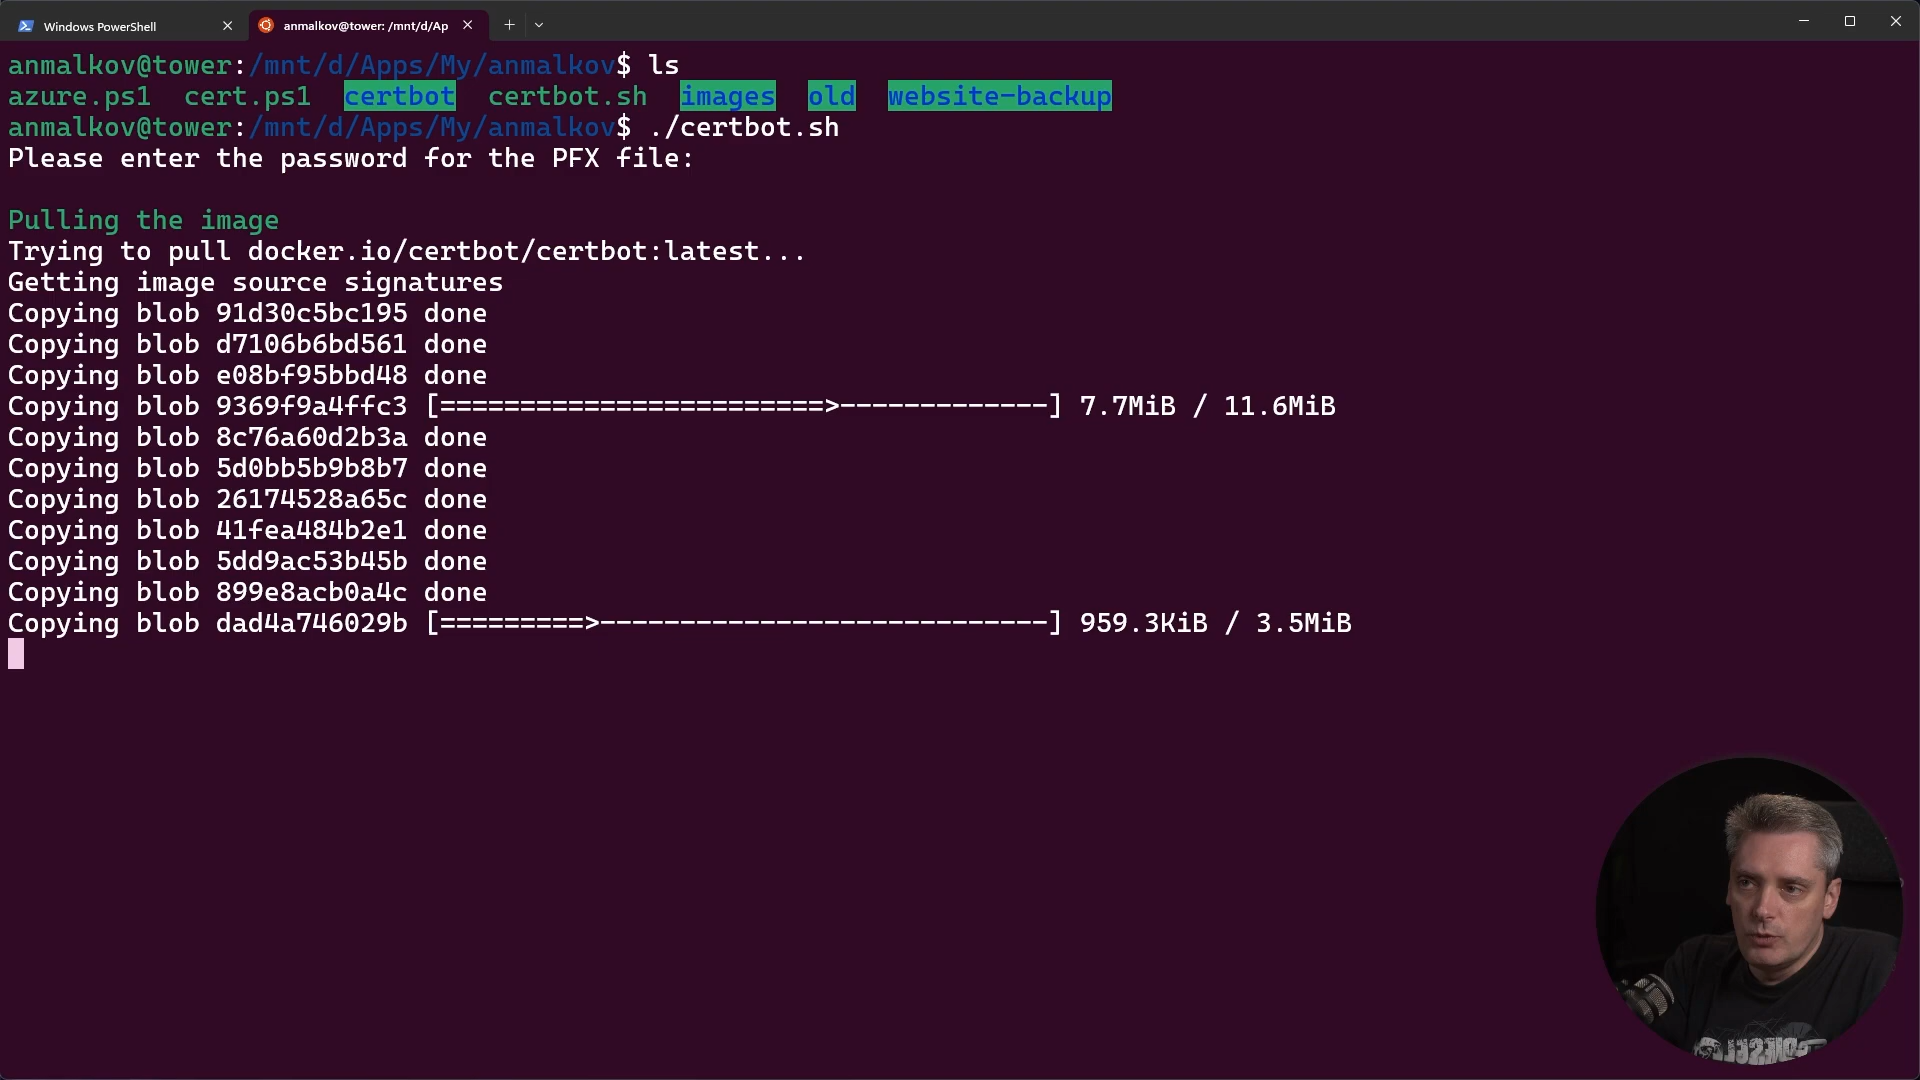 Windows PowerShell
anmalkov@tower: /mnt/d/Ap
anmalkov@tower:/mnt/d/Apps/My/anmalkov$ ls
azure.ps1 cert.ps1 certbot certbot.sh images old website-backup
anmalkov@tower:/mnt/d/Apps/My/anmalkov$ ./certbot.sh
Please enter the password for the PFX file:
Pulling the image
Trying to pull docker.io/certbot/certbot:latest...
Getting image source signatures
Copying blob 91d30c5bc195 done
Copying blob d7106b6bd561 done
Copying blob e08bf95bbd48 done
Copying blob 9369f9a4ffc3 [========================>-------------] 7.7MiB / 11.6MiB
Copying blob 8c76a60d2b3a done
Copying blob 5d0bb5b9b8b7 done
Copying blob 26174528a65c done
Copying blob 41fea484b2e1 done
Copying blob 5dd9ac53b45b done
Copying blob 899e8acb0a4c done
Copying blob dad4a746029b [=========>----------------------------] 959.3KiB / 3.5MiB